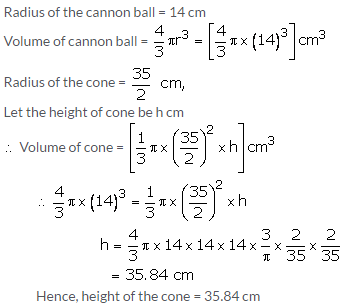 Radius of the cannon ball = 14 cm
Volume of cannon ball = 4/3 πr³ = [4/3 π × (14)³] cm³
Radius of the cone = 35/2 cm,
Let the height of cone be h cm
∴ Volume of cone = [1/3 π × (35/2)² × h] cm³
∴ 4/3 π × (14)³ = 1/3 π × (35/2)² × h
h = 4/3 π × 14 × 14 × 14 × 3/π × 2/35 × 2/35
= 35.84 cm
Hence, height of the cone = 35.84 cm